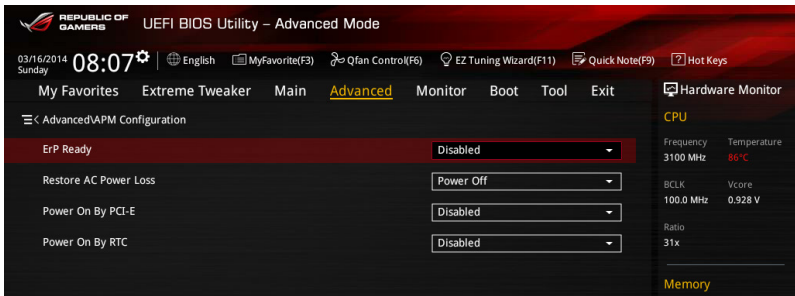 REPUBLIC OF
GAMERS
UEFI BIOS Utility – Advanced Mode
03/16/2014
Sunday
08:07
English
MyFavorite(F3)
Qfan Control(F6)
EZ Tuning Wizard(F11)
Quick Note(F9)
? Hot Keys
My Favorites Extreme Tweaker Main Advanced Monitor Boot Tool Exit
Hardware Monitor
< Advanced\APM Configuration
ErP Ready Disabled
Restore AC Power Loss Power Off
Power On By PCI-E Disabled
Power On By RTC Disabled
CPU
Frequency Temperature
3100 MHz 86°C
BCLK Vcore
100.0 MHz 0.928 V
Ratio
31x
Memory